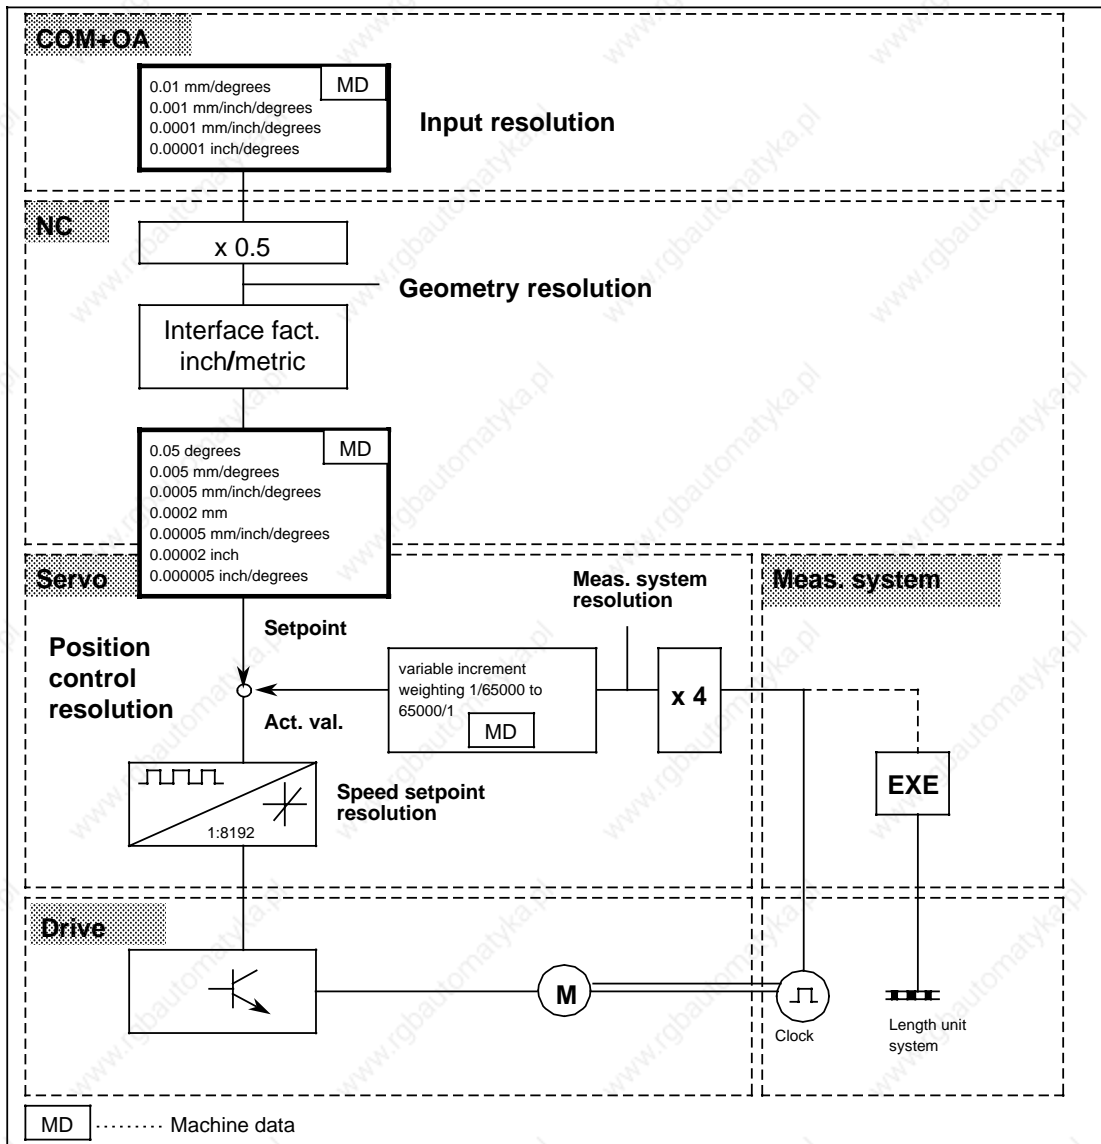 COM+OA
0.01 mm/degrees
MD
0.001 mm/inch/degrees
0.0001 mm/inch/degrees
0.00001 inch/degrees
Input resolution
NC
x 0.5
Geometry resolution
Interface fact.
inch/metric
0.05 degrees
MD
0.005 mm/degrees
0.0005 mm/inch/degrees
0.0002 mm
0.00005 mm/inch/degrees
0.00002 inch
0.000005 inch/degrees
Servo
Meas. system
resolution
Meas. system
Setpoint
Position
control
resolution
variable increment
weighting 1/65000 to
65000/1
MD
x 4
Act. val.
EXE
Speed setpoint
resolution
1:8192
Drive
M
Clock
Length unit
system
MD ........... Machine data
www.rgbautomatyka.pl